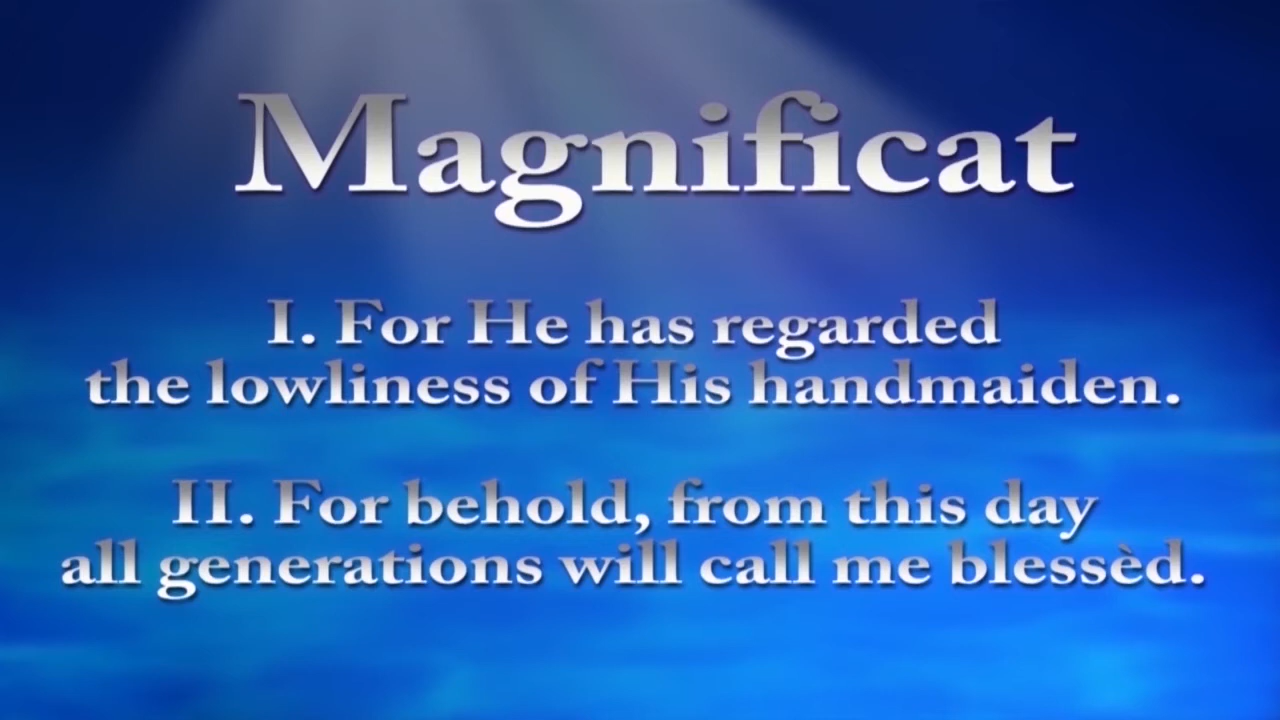 Magnificat
I. For He has regarded
the lowliness of His handmaiden.
II. For behold, from this day
all generations will call me blessèd.